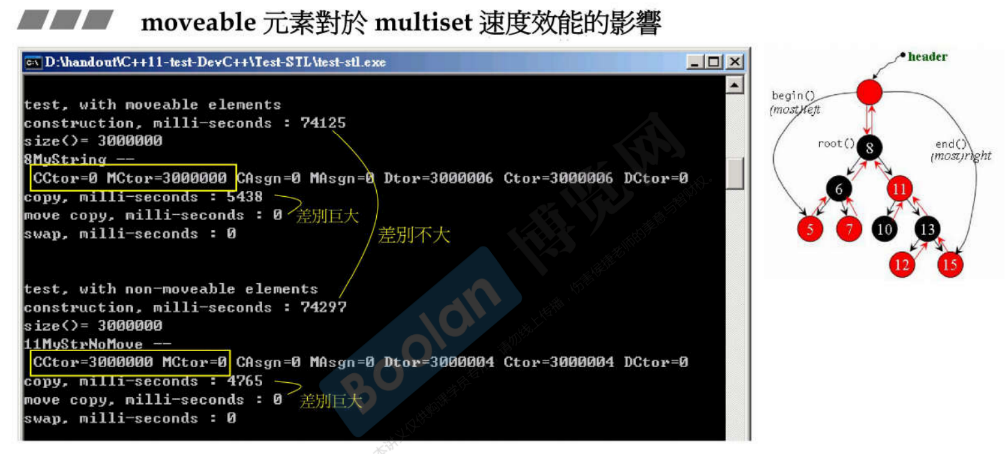 moveable 元素對於 multiset 速度效能的影響
D:\handout\C++11-test-DevC++\Test-STL\test-stl.exe
test, with moveable elements
construction, milli-seconds : 74125
size()= 3000000
8MyString --
CCtor=0 MCtor=3000000 CAsgn=0 MAsgn=0 Dtor=3000006 Ctor=3000006 DCtor=0
copy, milli-seconds : 5438
move copy, milli-seconds : 0
差別巨大
swap, milli-seconds : 0
差別不大
test, with non-moveable elements
construction, milli-seconds : 74297
size()= 3000000
11MyStrNoMove --
CCtor=3000000 MCtor=0 CAsgn=0 MAsgn=0 Dtor=3000004 Ctor=3000004 DCtor=0
copy, milli-seconds : 4765
move copy, milli-seconds : 0
差別巨大
swap, milli-seconds : 0
header
begin()
(most)left
root()
end()
(most)right
8
6
11
5
7
10
13
12
15
Boolan 博览网